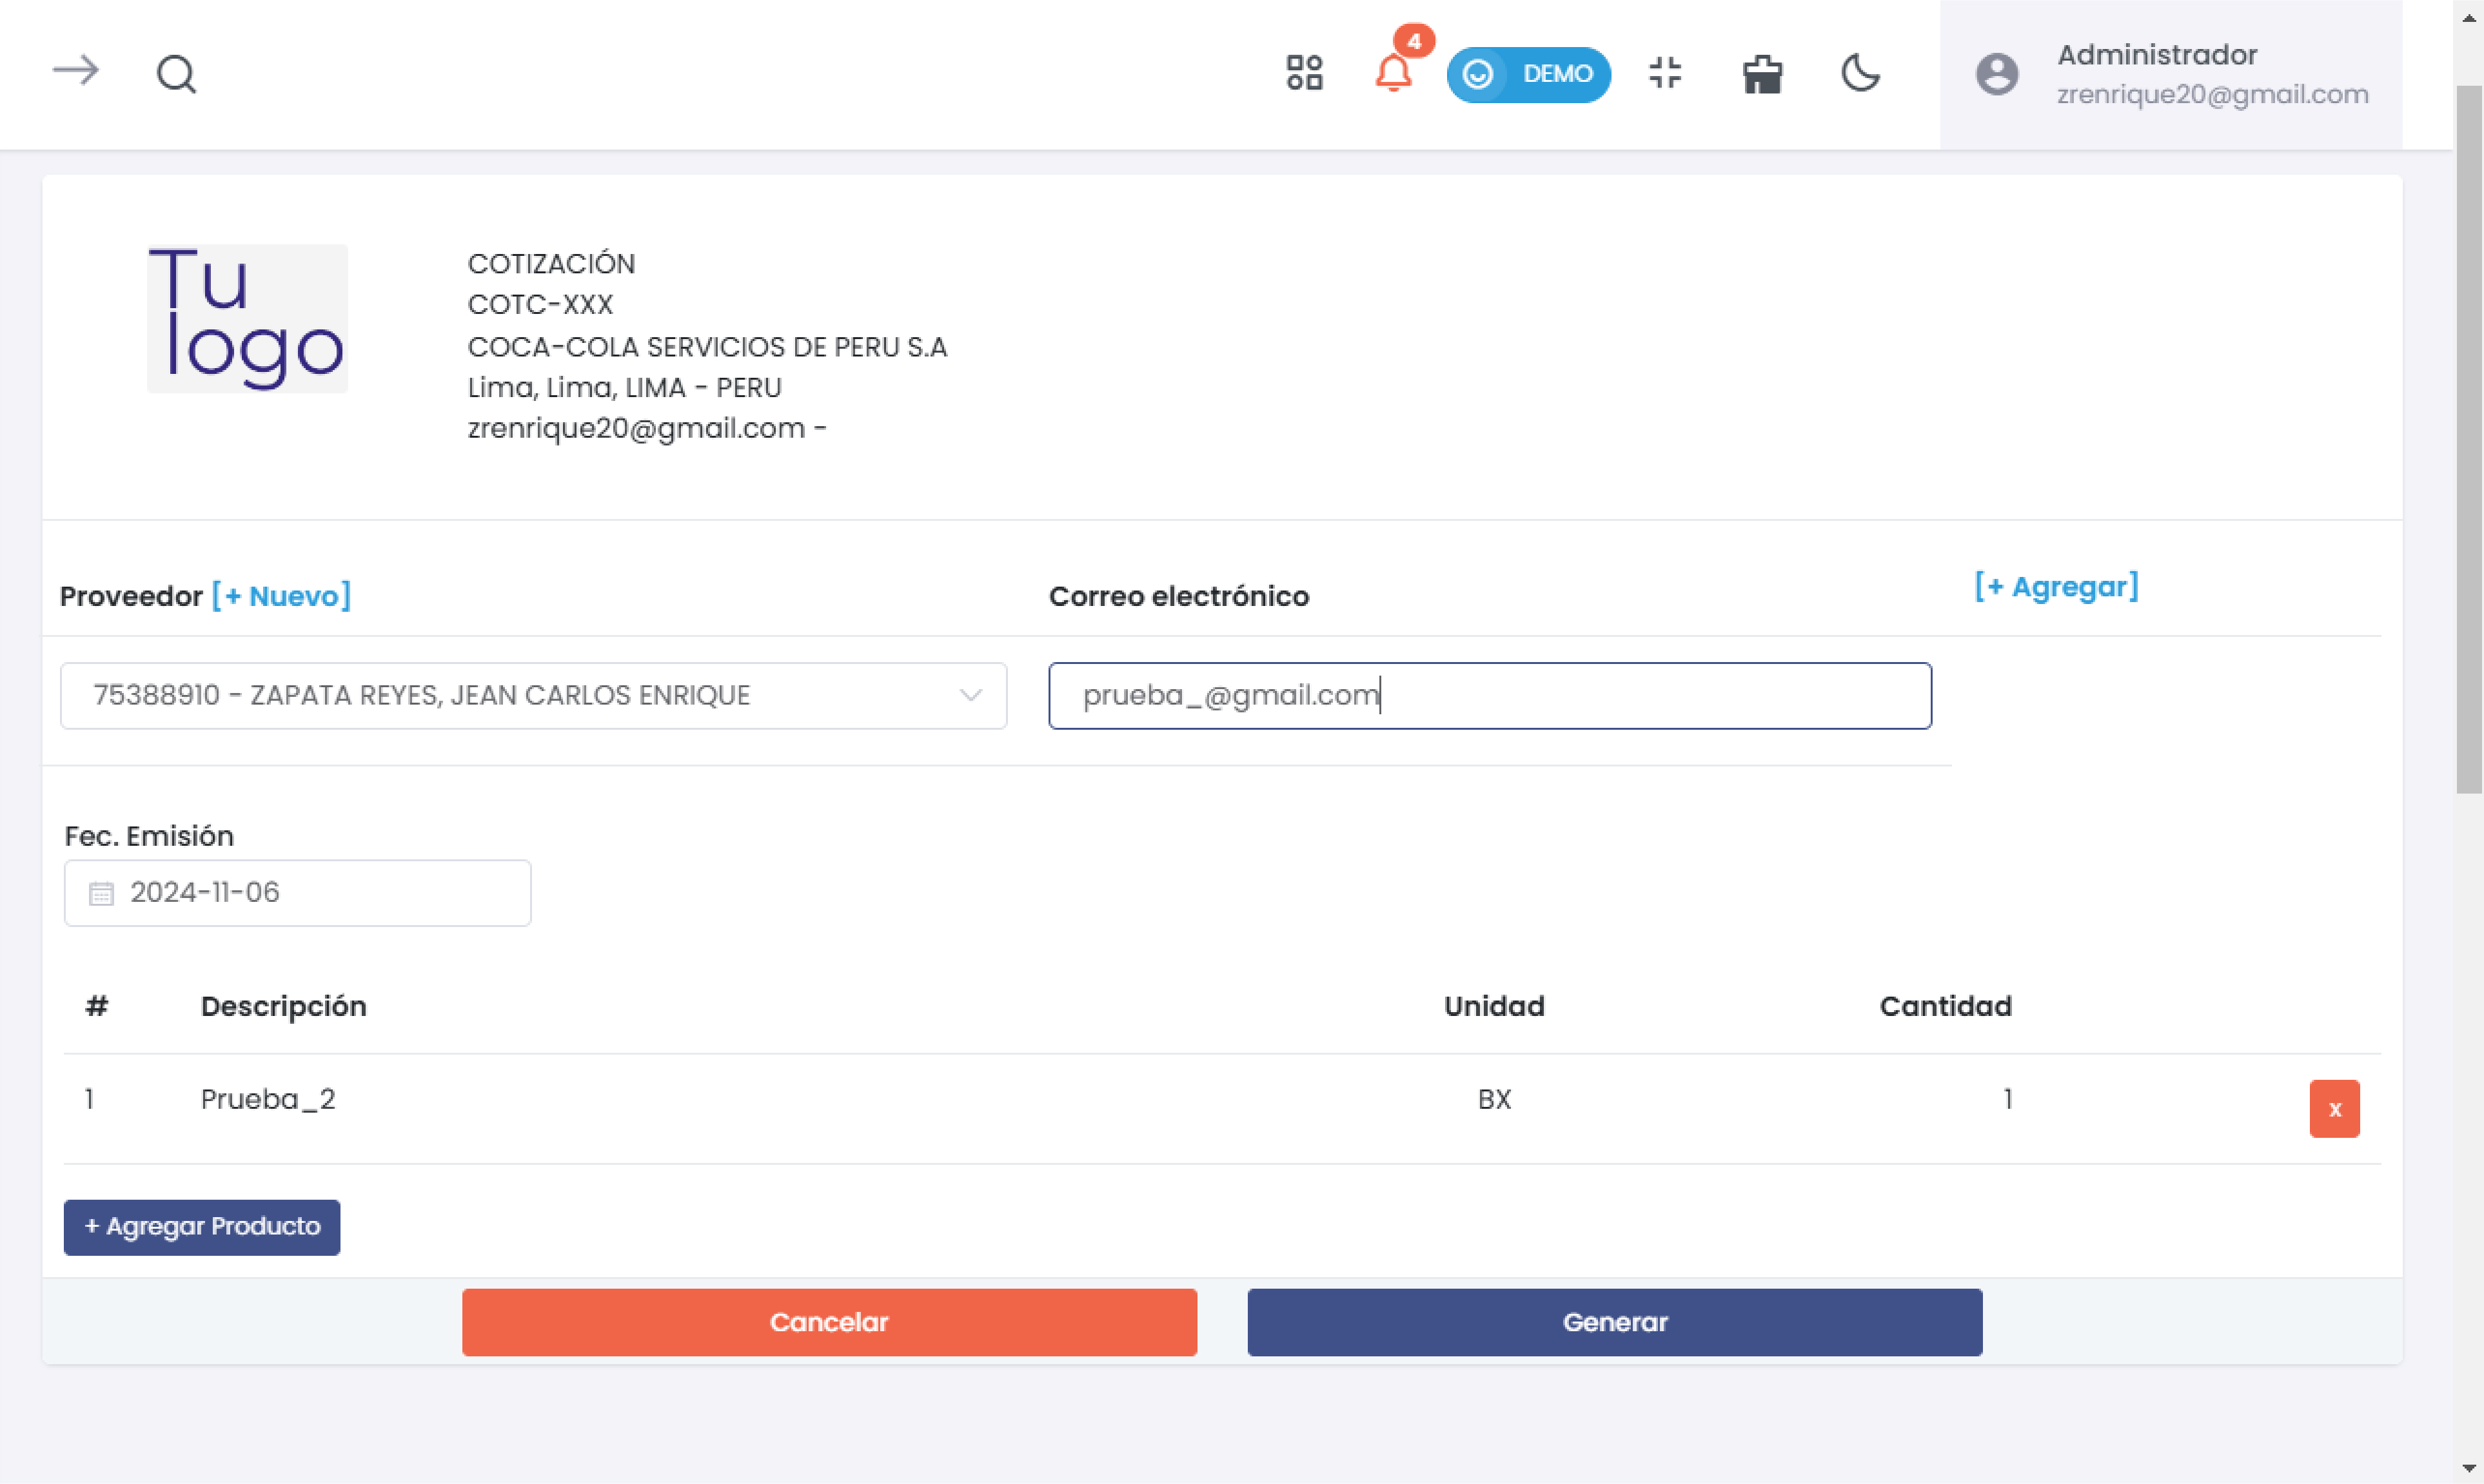 4
DEMO
Administrador
zrenrique20@gmail.com
Tu
logo
COTIZACIÓN
COTC-XXX
COCA-COLA SERVICIOS DE PERU S.A
Lima, Lima, LIMA - PERU
zrenrique20@gmail.com -
Proveedor [+ Nuevo]
Correo electrónico
[+ Agregar]
75388910 - ZAPATA REYES, JEAN CARLOS ENRIQUE
prueba_@gmail.com
Fec. Emisión
2024-11-06
# Descripción Unidad Cantidad
1 Prueba_2 BX 1 x
+ Agregar Producto
Cancelar
Generar